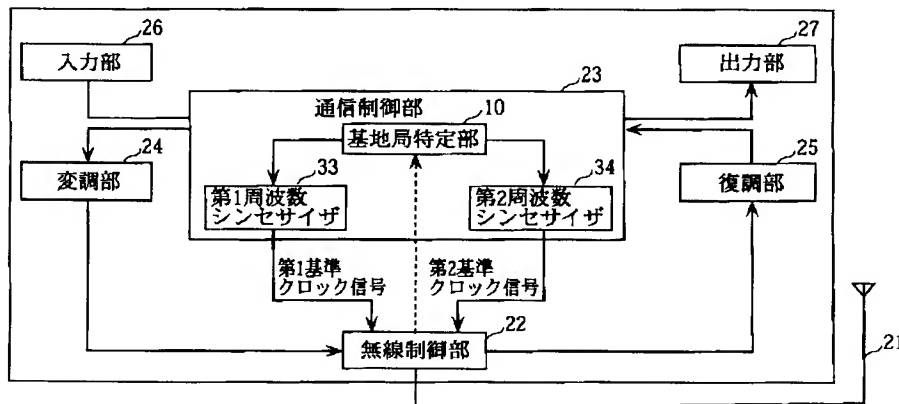 26
入力部
27
出力部
23
通信制御部
10
基地局特定部
24
変調部
25
復調部
33
第1周波数
シンセサイザ
34
第2周波数
シンセサイザ
第1基準
クロック信号
第2基準
クロック信号
22
無線制御部
21